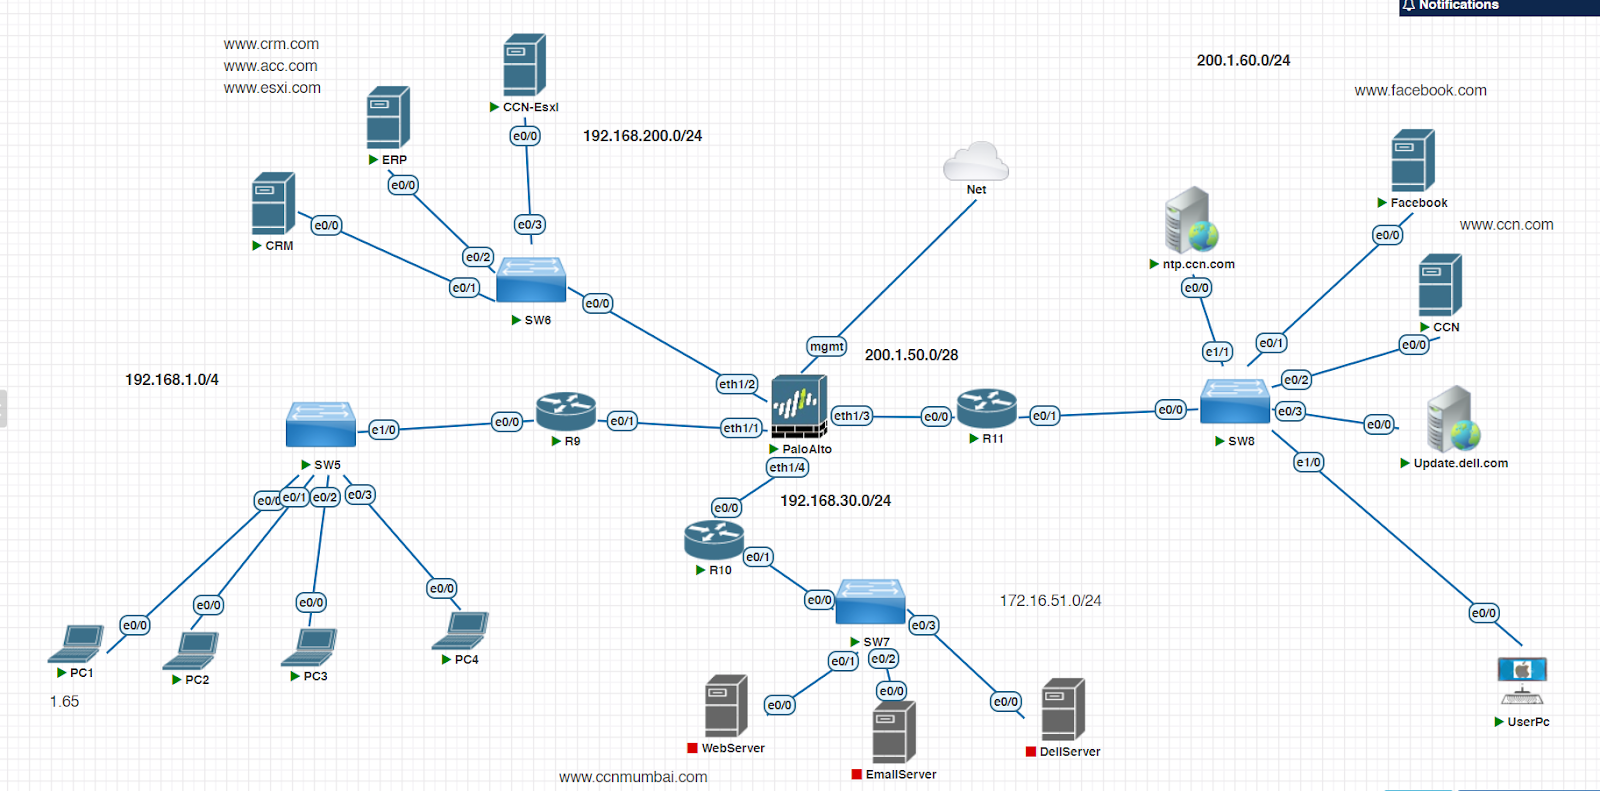 Notifications
www.crm.com
www.acc.com
www.esxi.com
CCN-Esxi
e0/0
192.168.200.0/24
ERP
e0/0
e0/3
CRM
e0/0
e0/2
e0/1
e0/0
SW6
Net
mgmt
200.1.50.0/28
200.1.60.0/24
www.facebook.com
Facebook
e0/0
www.ccn.com
ntp.ccn.com
e0/0
CCN
e0/0
e1/1
e0/1
e0/2
e0/0
e0/3
e0/0
SW8
e1/0
Update.dell.com
192.168.1.0/4
eth1/2
e1/0
e0/0
R9
e0/1
eth1/1
eth1/3
e0/0
R11
e0/1
PaloAlto
eth1/4
SW5
e0/0
e0/1
e0/2
e0/3
192.168.30.0/24
e0/0
R10
e0/1
e0/0
SW7
172.16.51.0/24
e0/1
e0/2
e0/3
e0/0
e0/0
e0/0
e0/0
PC1
PC2
PC3
PC4
1.65
e0/0
e0/0
e0/0
WebServer
EmailServer
DellServer
www.ccnmumbai.com
e0/0
UserPc